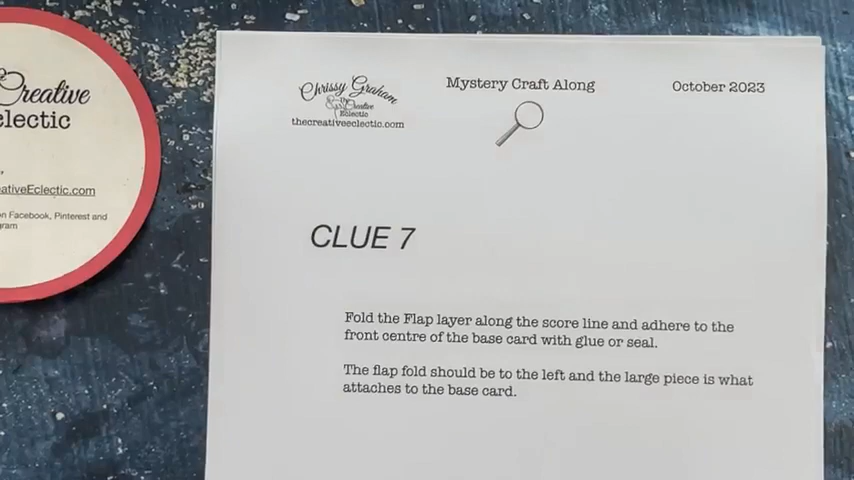 Creative
clectic
ativeEclectic.com
on Facebook, Pinterest and
gram
Chrissy Graham
The
Creative
Eclectic
thecreativeeclectic.com
Mystery Craft Along
October 2023
CLUE 7
Fold the Flap layer along the score line and adhere to the
front centre of the base card with glue or seal.
The flap fold should be to the left and the large piece is what
attaches to the base card.